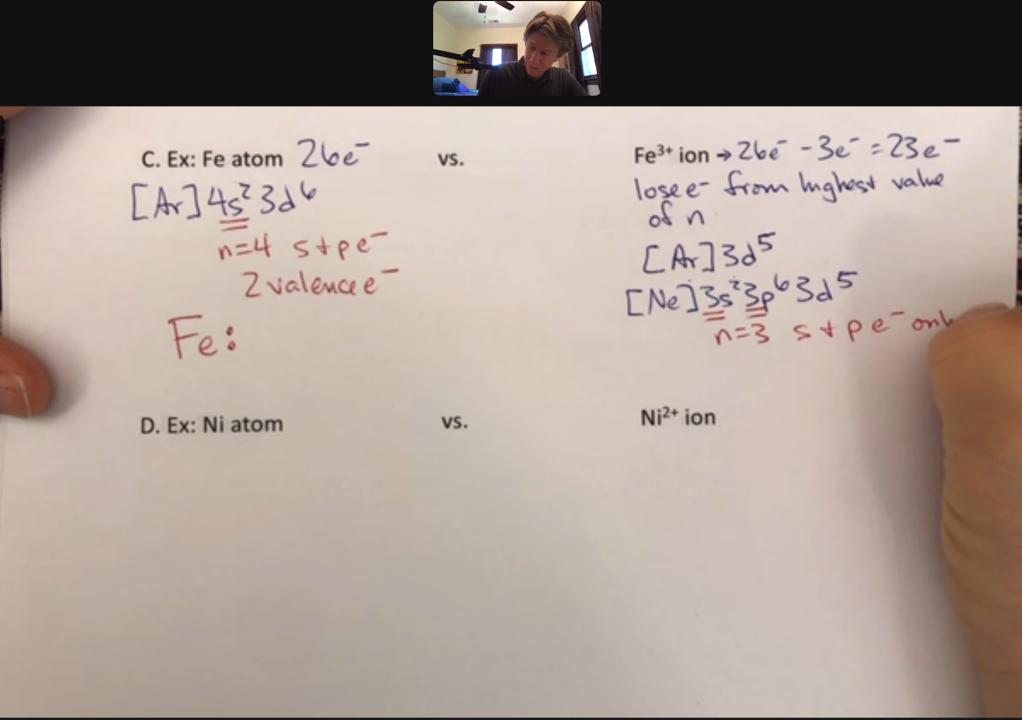 C. Ex: Fe atom 26e⁻ vs. Fe³⁺ ion → 26e⁻ - 3e⁻ = 23e⁻
[Ar] 4s² 3d⁶
n=4 s + p e⁻
2 valence e⁻
Fe:
lose e⁻ from highest value
of n
[Ar] 3d⁵
[Ne] 3s² 3p⁶ 3d⁵
n=3 s + p e⁻
D. Ex: Ni atom vs. Ni²⁺ ion